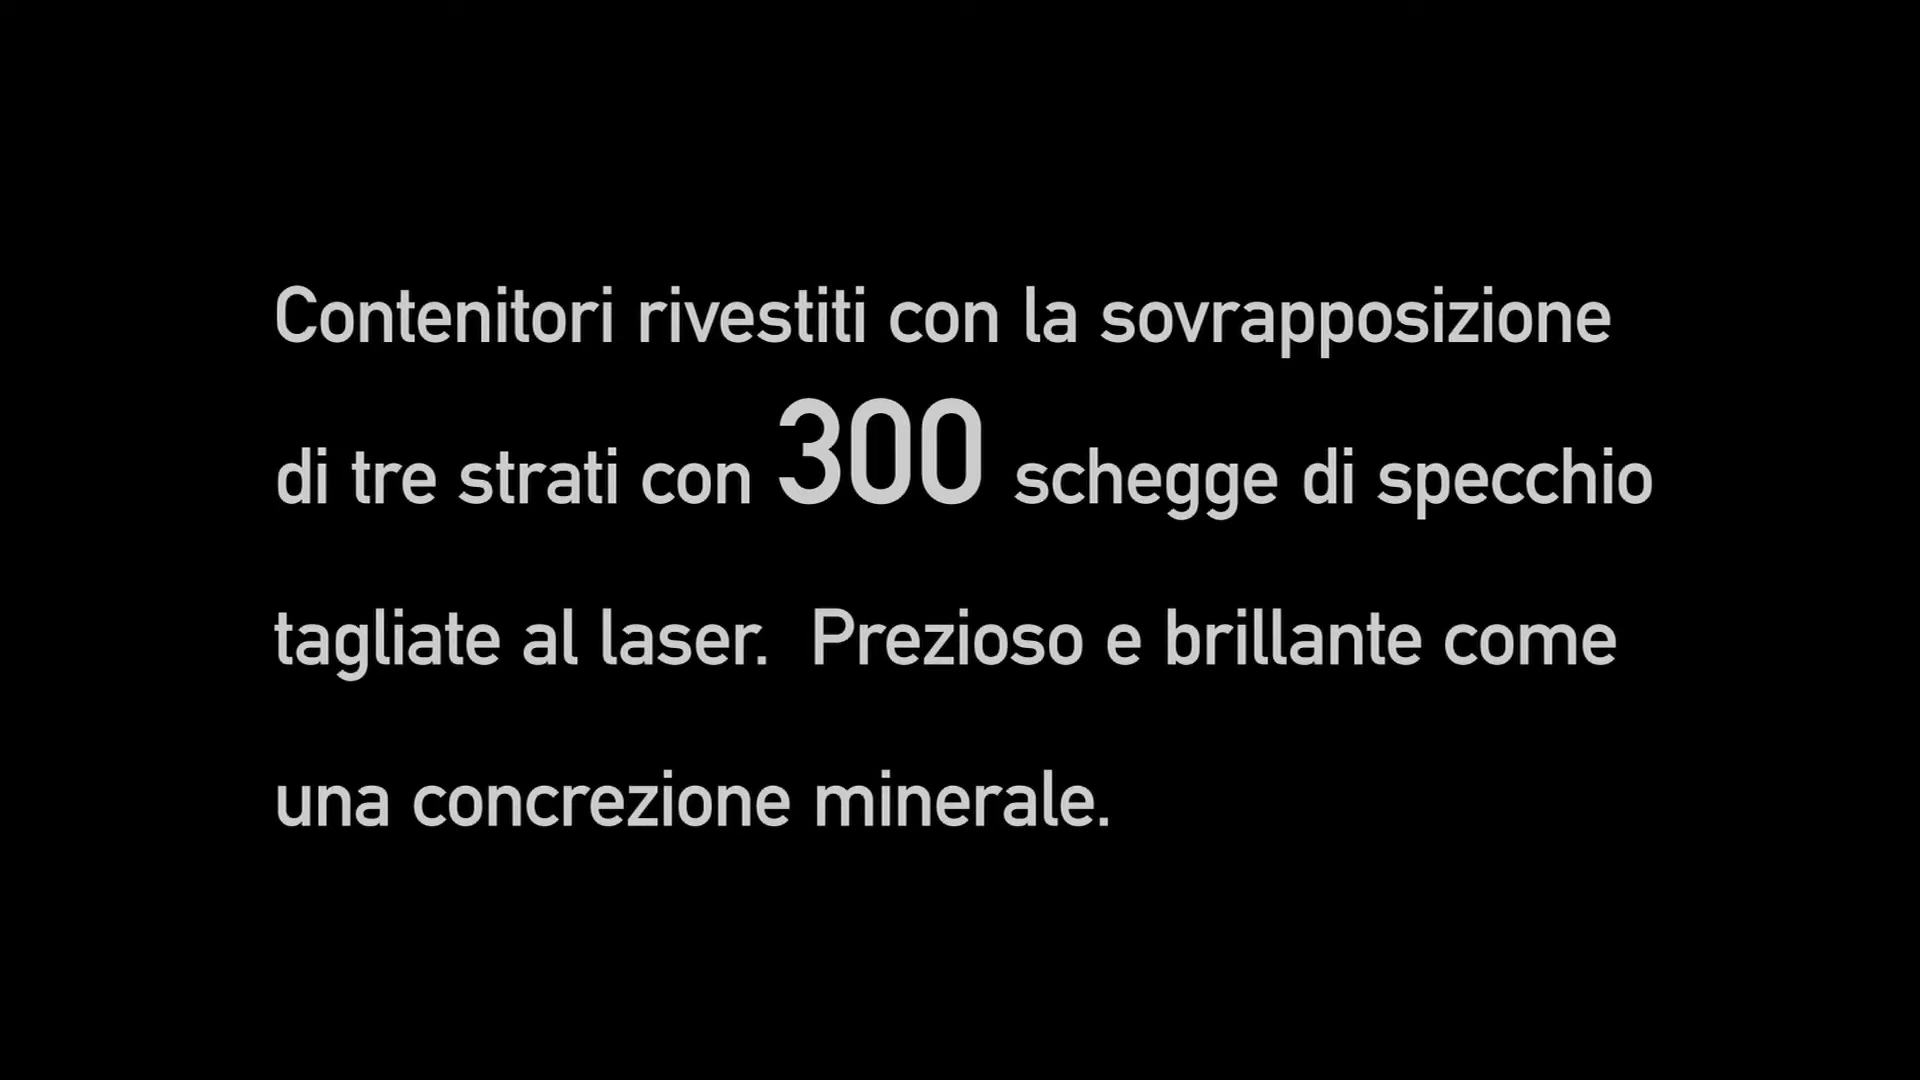 Contenitori rivestiti con la sovrapposizione
di tre strati con 300 schegge di specchio
tagliate al laser.  Prezioso e brillante come
una concrezione minerale.